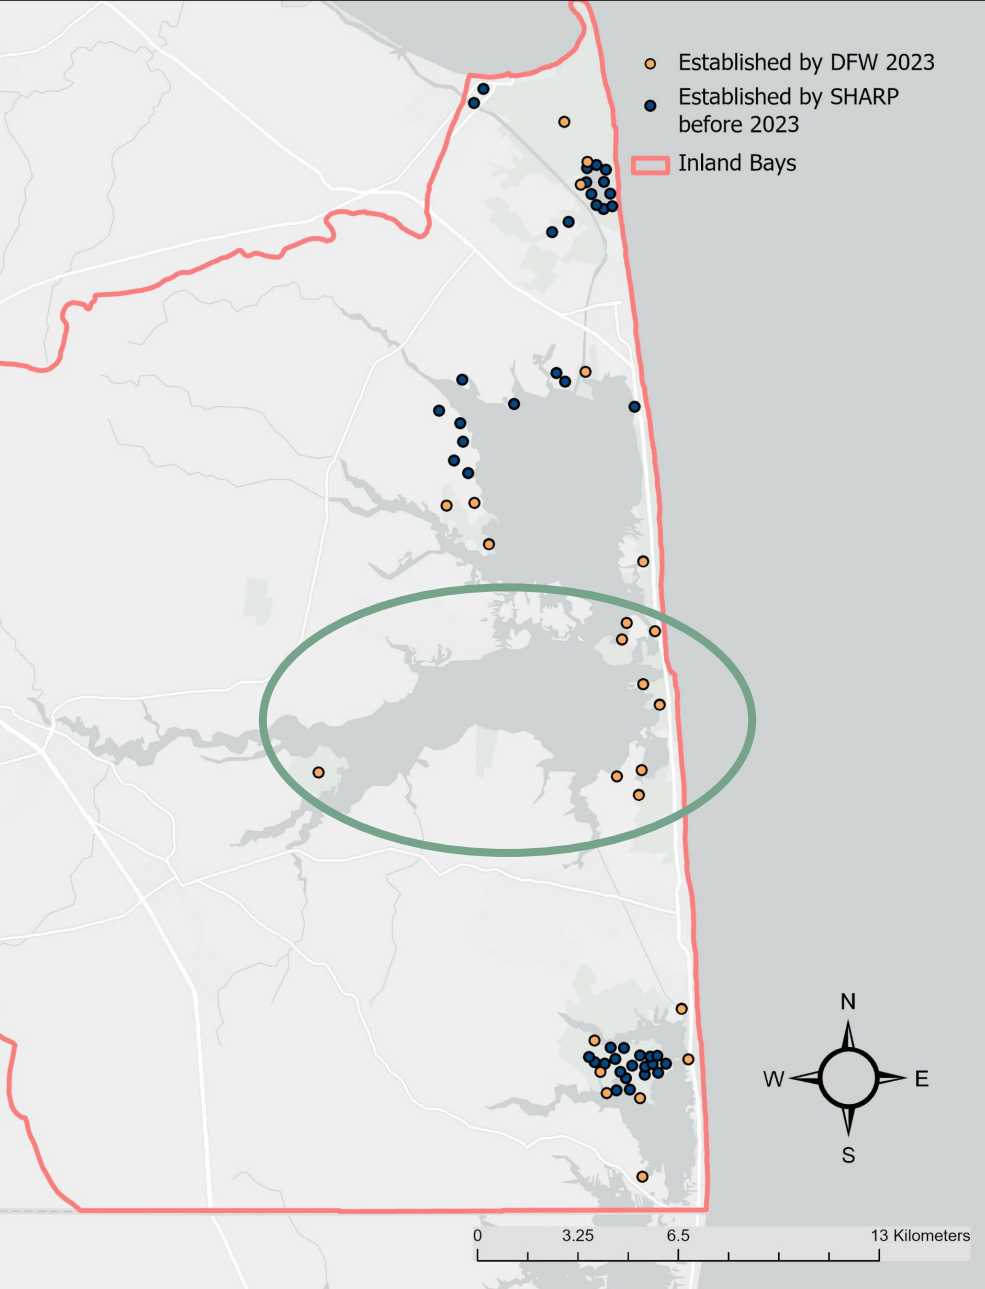 Established by DFW 2023
Established by SHARP
before 2023
Inland Bays
N
W
E
S
0
3.25
6.5
13 Kilometers